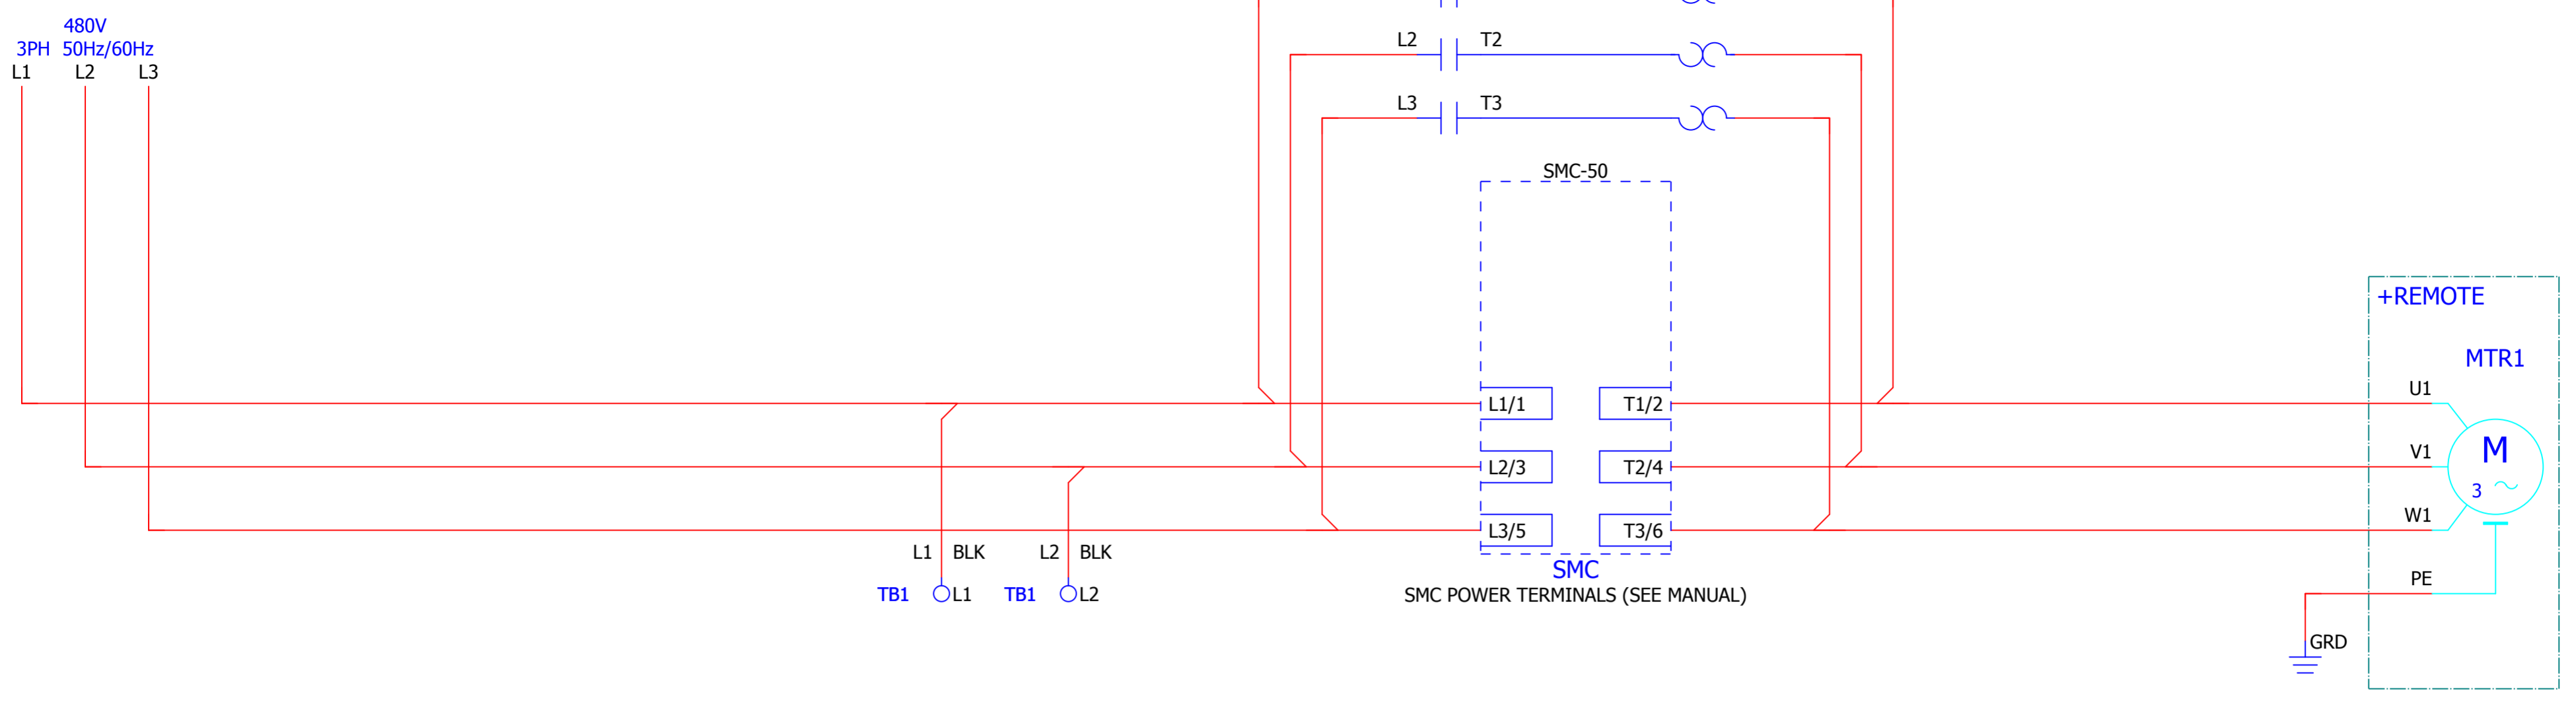 480V
3PH 50Hz/60Hz
L1 L2 L3
L2 T2
L3 T3
SMC-50
+REMOTE
MTR1
U1
L1/1 T1/2
M
3
V1
L2/3 T2/4
W1
L3/5 T3/6
L1 BLK L2 BLK
SMC
PE
TB1 L1 TB1 L2
SMC POWER TERMINALS (SEE MANUAL)
GRD